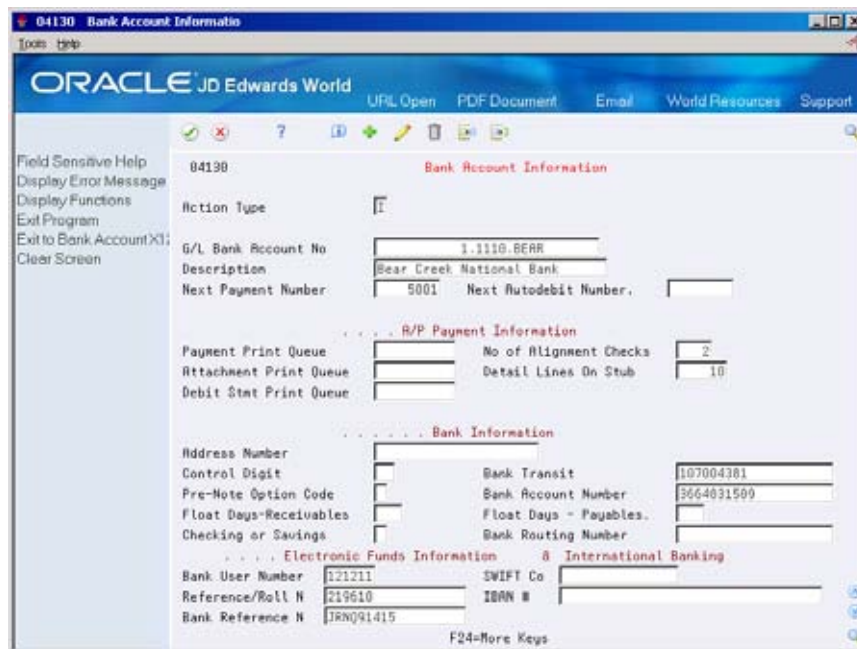 04130 Bank Account Informatio
Tools Help
ORACLE JD Edwards World
URL Open PDF Document Email World Resources Support
Field Sensitive Help
Display Error Message
Display Functions
Exit Program
Exit to Bank Account X12
Clear Screen
04130 Bank Account Information
Action Type I
G/L Bank Account No 1.1110.BEAR
Description Bear Creek National Bank
Next Payment Number 5001 Next Autodebit Number.
. . . . A/P Payment Information
Payment Print Queue No of Alignment Checks 2
Attachment Print Queue Detail Lines On Stub 10
Debit Stmt Print Queue
. . . . . . Bank Information
Address Number
Control Digit Bank Transit 107004381
Pre-Note Option Code Bank Account Number 3664031509
Float Days-Receivables Float Days - Payables.
Checking or Savings Bank Routing Number
. . . . Electronic Funds Information & International Banking
Bank User Number 121211 SWIFT Co
Reference/Roll N 219610 IBAN #
Bank Reference N JRNQ91415
F24=More Keys